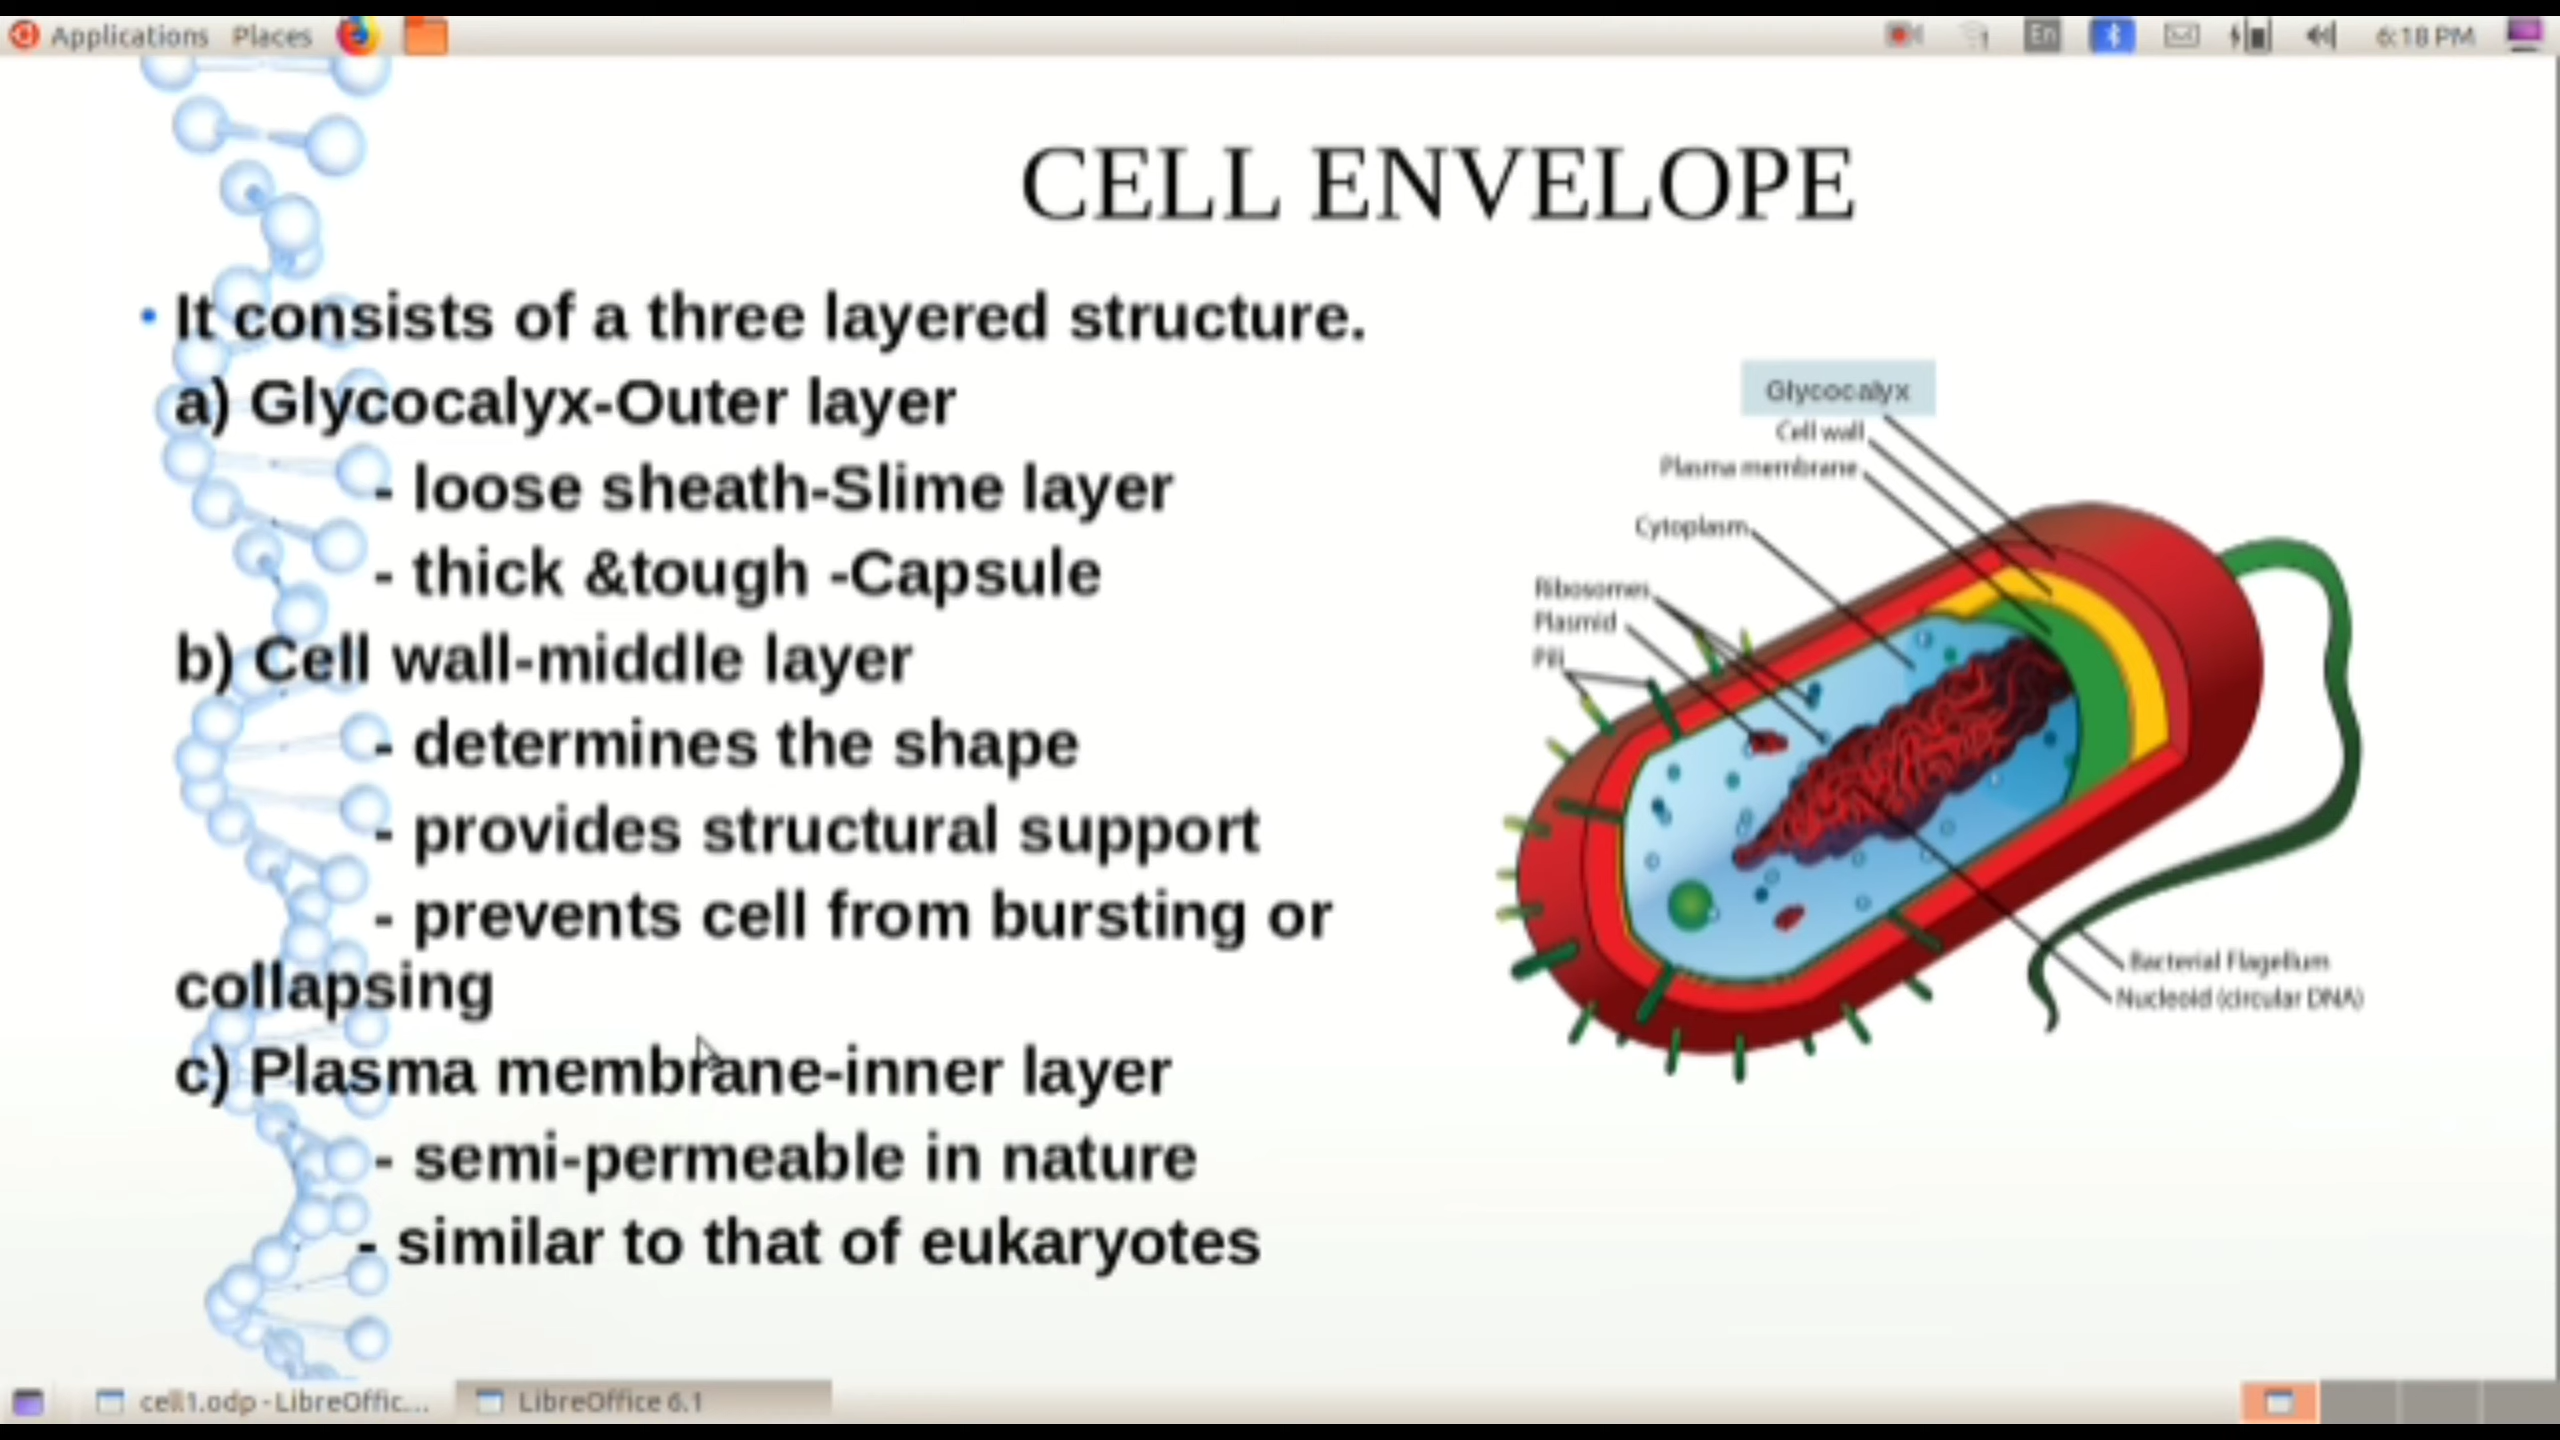 Applications Places En 6:18 PM
CELL ENVELOPE
• It consists of a three layered structure.
a) Glycocalyx-Outer layer
- loose sheath-Slime layer
- thick &tough -Capsule
b) Cell wall-middle layer
- determines the shape
- provides structural support
- prevents cell from bursting or
collapsing
c) Plasma membrane-inner layer
- semi-permeable in nature
- similar to that of eukaryotes
Glycocalyx
Cell wall
Plasma membrane
Cytoplasm
Ribosomes
Plasmid
Pili
Bacterial Flagellum
Nucleoid (circular DNA)
cell1.odp - LibreOffic... LibreOffice 6.1